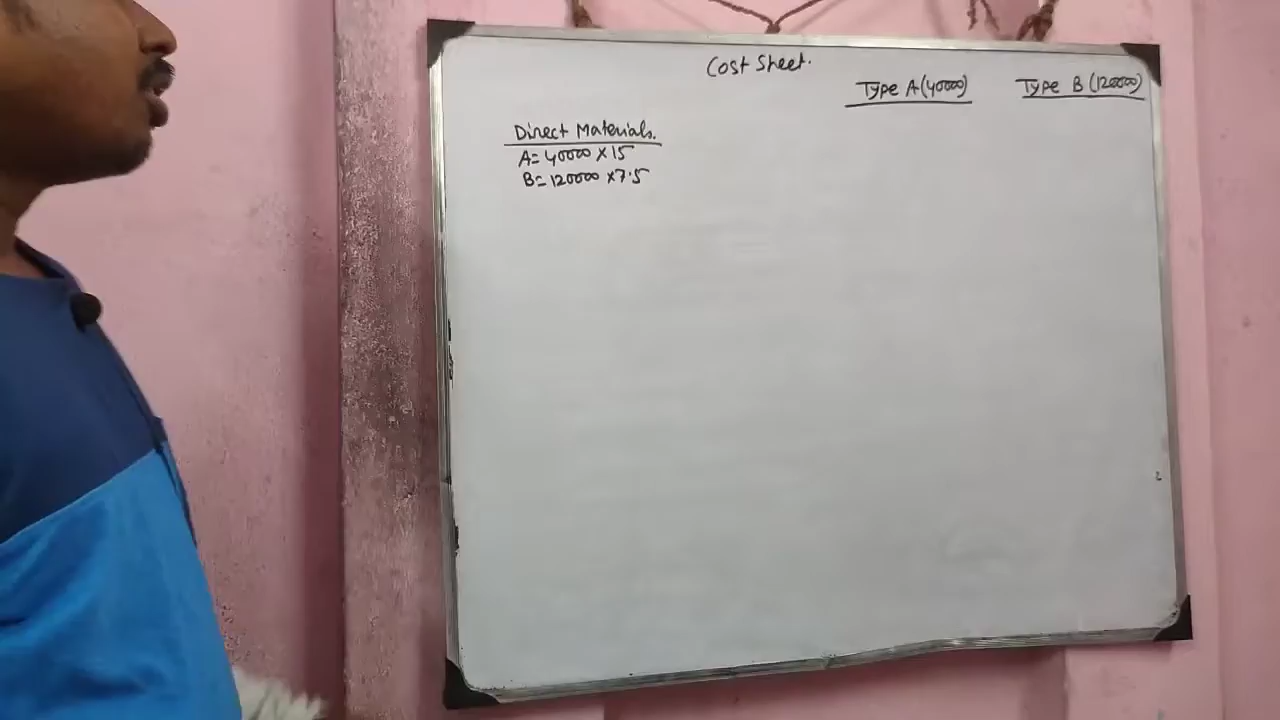 Cost Sheet.
Type A (40000) Type B (120000)
Direct Materials.
A= 40000 × 15
B= 120000 × 7.5